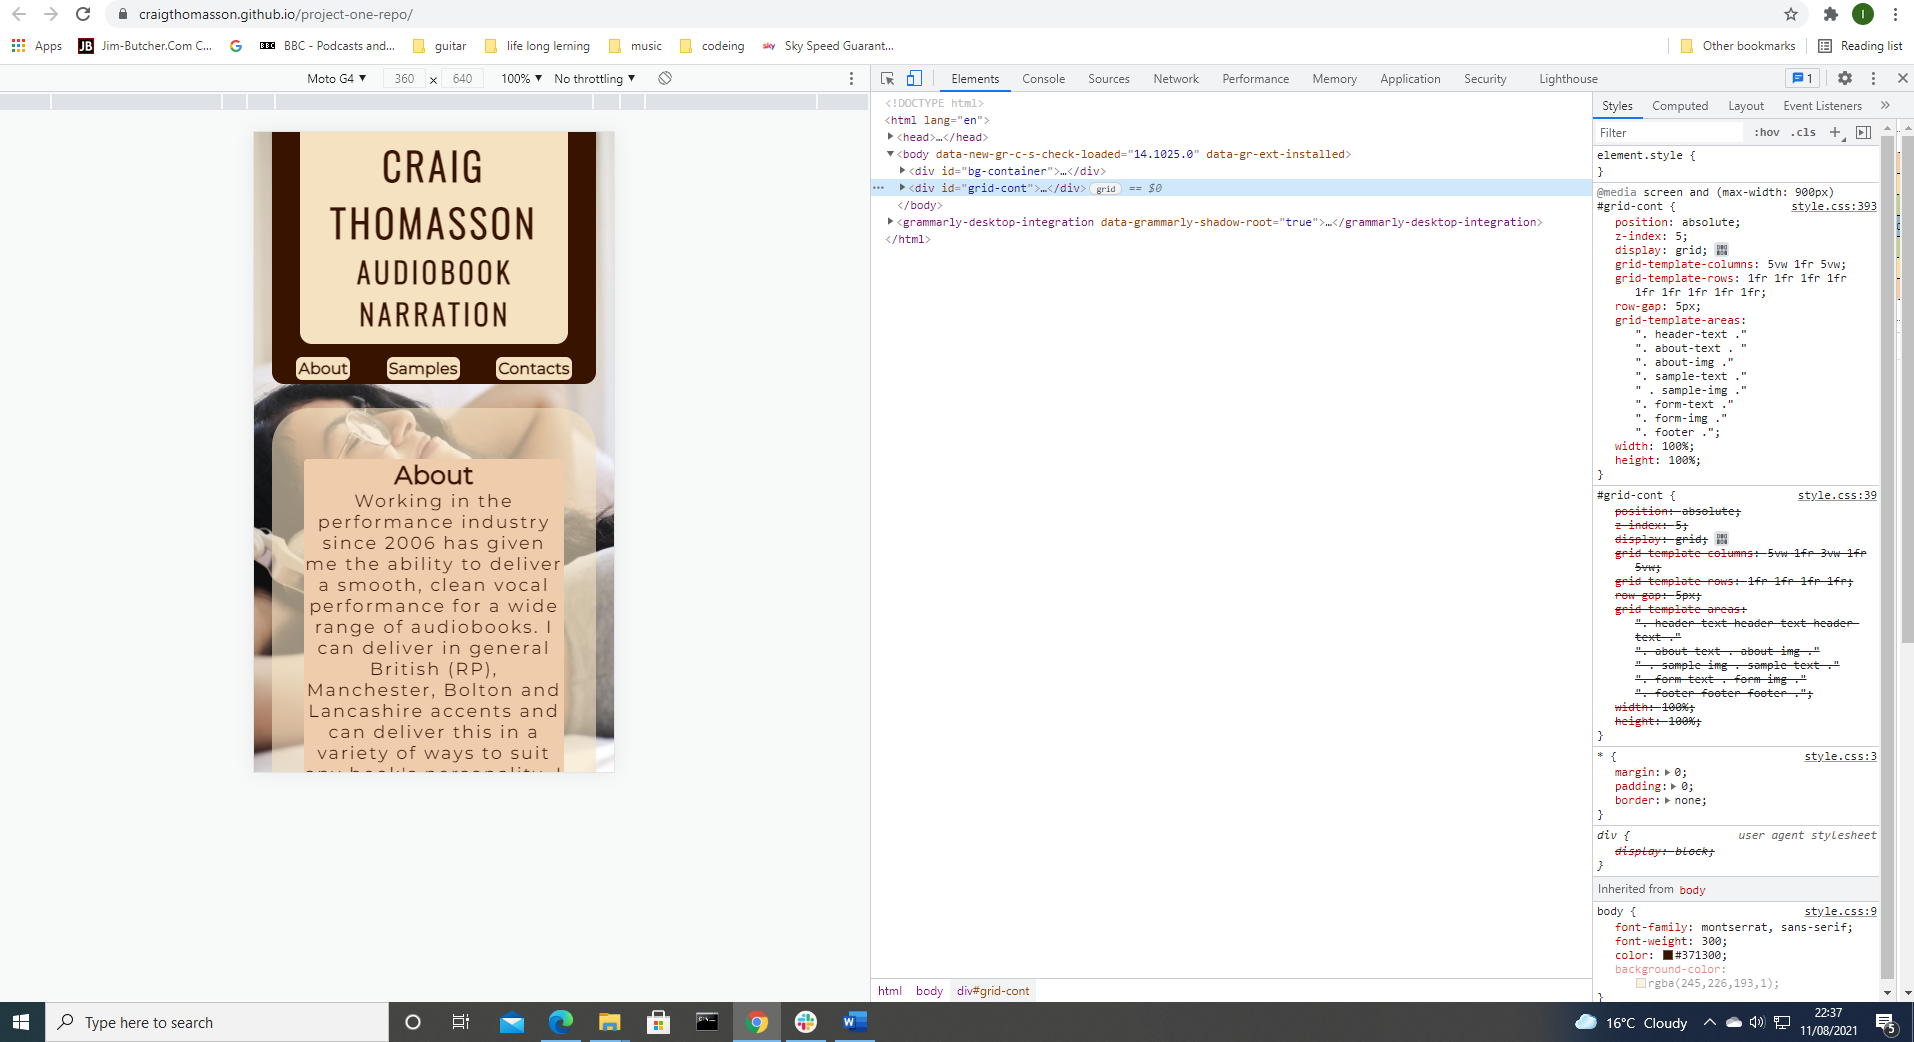 craigthomasson.github.io/project-one-repo/
I
Apps
JB Jim-Butcher.Com C...
BBC BBC - Podcasts and...
guitar
life long lerning
music
codeing
sky Sky Speed Guarant...
Other bookmarks
Reading list
Moto G4 ▼ 360 × 640 100% ▼ No throttling ▼
Elements Console Sources Network Performance Memory Application Security Lighthouse
1
CRAIG
THOMASSON
AUDIOBOOK
NARRATION
About Samples Contacts
About
Working in the
performance industry
since 2006 has given
me the ability to deliver
a smooth, clean vocal
performance for a wide
range of audiobooks. I
can deliver in general
British (RP),
Manchester, Bolton and
Lancashire accents and
can deliver this in a
variety of ways to suit
any book's personality. I
<!DOCTYPE html>
<html lang="en">
<head>…</head>
<body data-new-gr-c-s-check-loaded="14.1025.0" data-gr-ext-installed>
<div id="bg-container">…</div>
<div id="grid-cont">…</div> grid == $0
</body>
<grammarly-desktop-integration data-grammarly-shadow-root="true">…</grammarly-desktop-integration>
</html>
Styles Computed Layout Event Listeners »
Filter :hov .cls +
element.style {
}
@media screen and (max-width: 900px)
#grid-cont { style.css:393
position: absolute;
z-index: 5;
display: grid;
grid-template-columns: 5vw 1fr 5vw;
grid-template-rows: 1fr 1fr 1fr 1fr
1fr 1fr 1fr 1fr 1fr;
row-gap: 5px;
grid-template-areas:
". header-text ."
". about-text . "
". about-img ."
". sample-text ."
" . sample-img ."
". form-text ."
". form-img ."
". footer .";
width: 100%;
height: 100%;
}
#grid-cont { style.css:39
position: absolute;
z-index: 5;
display: grid;
grid-template-columns: 5vw 1fr 3vw 1fr
5vw;
grid-template-rows: 1fr 1fr 1fr 1fr;
row-gap: 5px;
grid-template-areas:
". header-text header-text header-
text ."
". about-text . about-img ."
" . sample-img . sample-text ."
". form-text . form-img ."
". footer footer footer .";
width: 100%;
height: 100%;
}
* { style.css:3
margin: 0;
padding: 0;
border: none;
}
div { user agent stylesheet
display: block;
}
Inherited from body
body { style.css:9
font-family: montserrat, sans-serif;
font-weight: 300;
color: #371300;
background-color:
rgba(245,226,193,1);
}
html body div#grid-cont
Type here to search
16°C Cloudy
22:37
11/08/2021
5